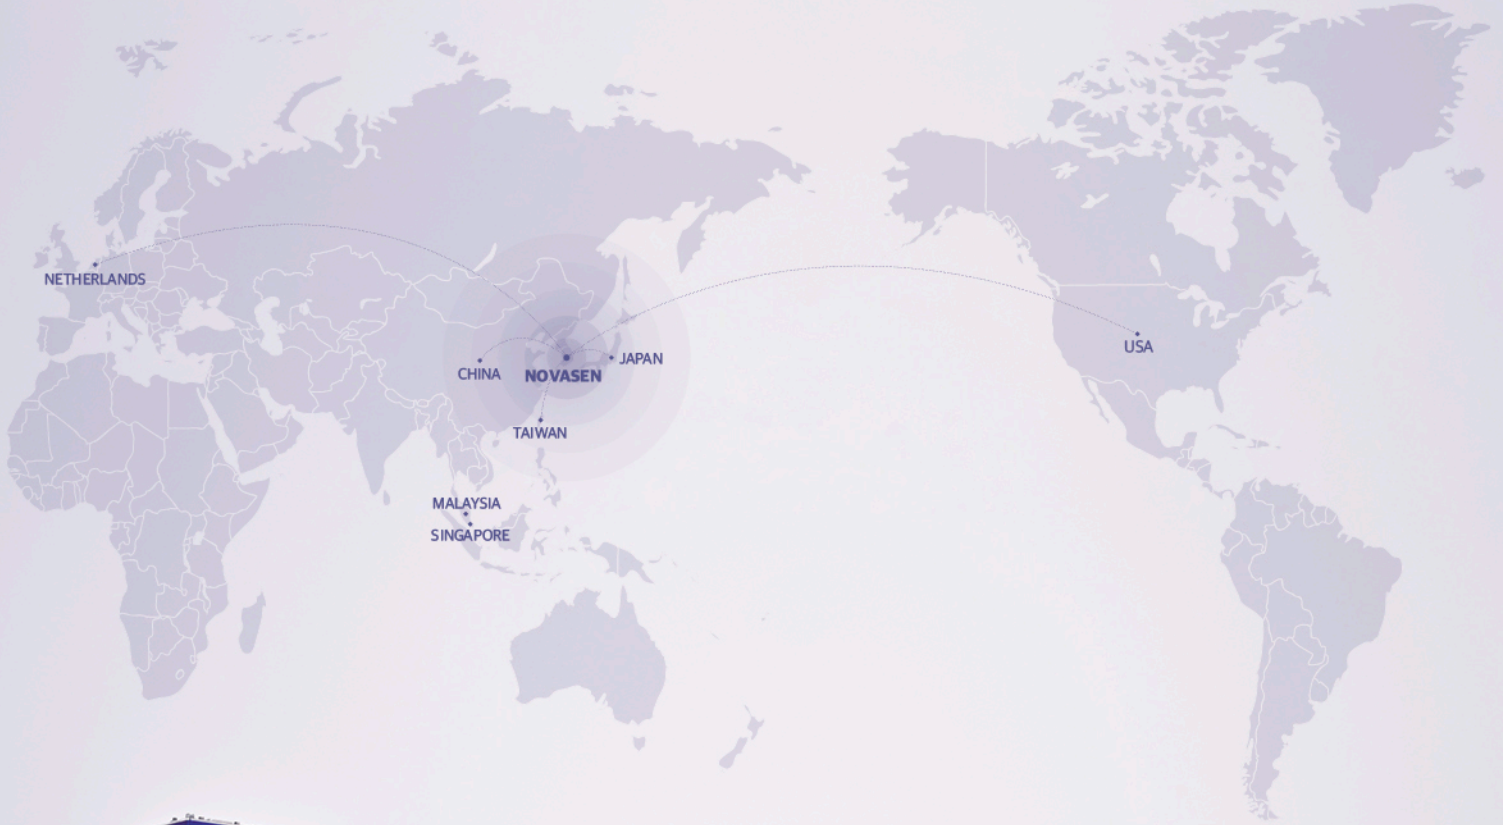 NETHERLANDS
USA
JAPAN
CHINA
NOVASEN
TAIWAN
MALAYSIA
SINGAPORE